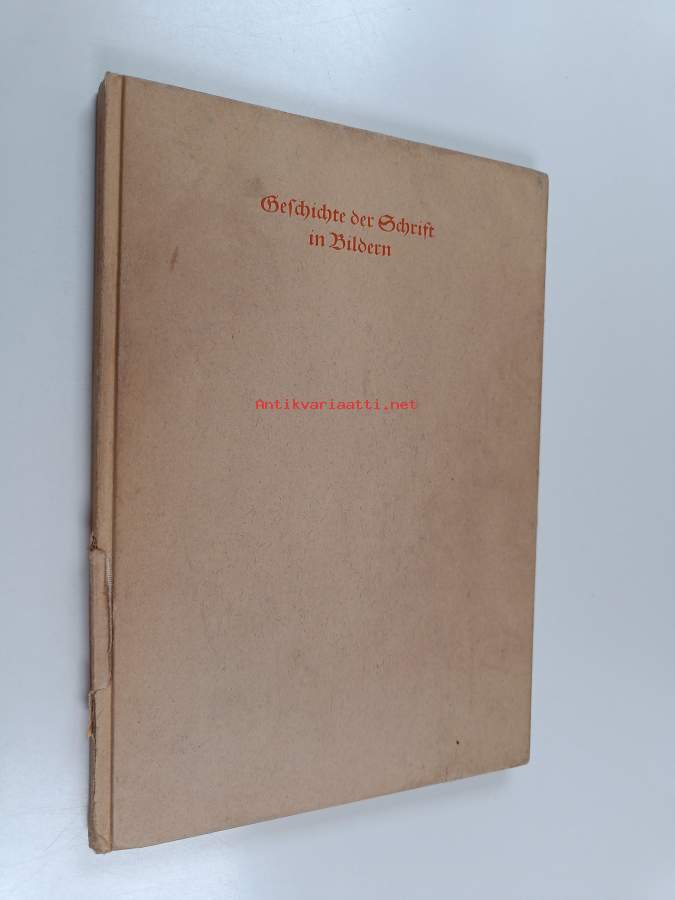 Geſchichte der Schrift
in Bildern
Antikvariaatti.net